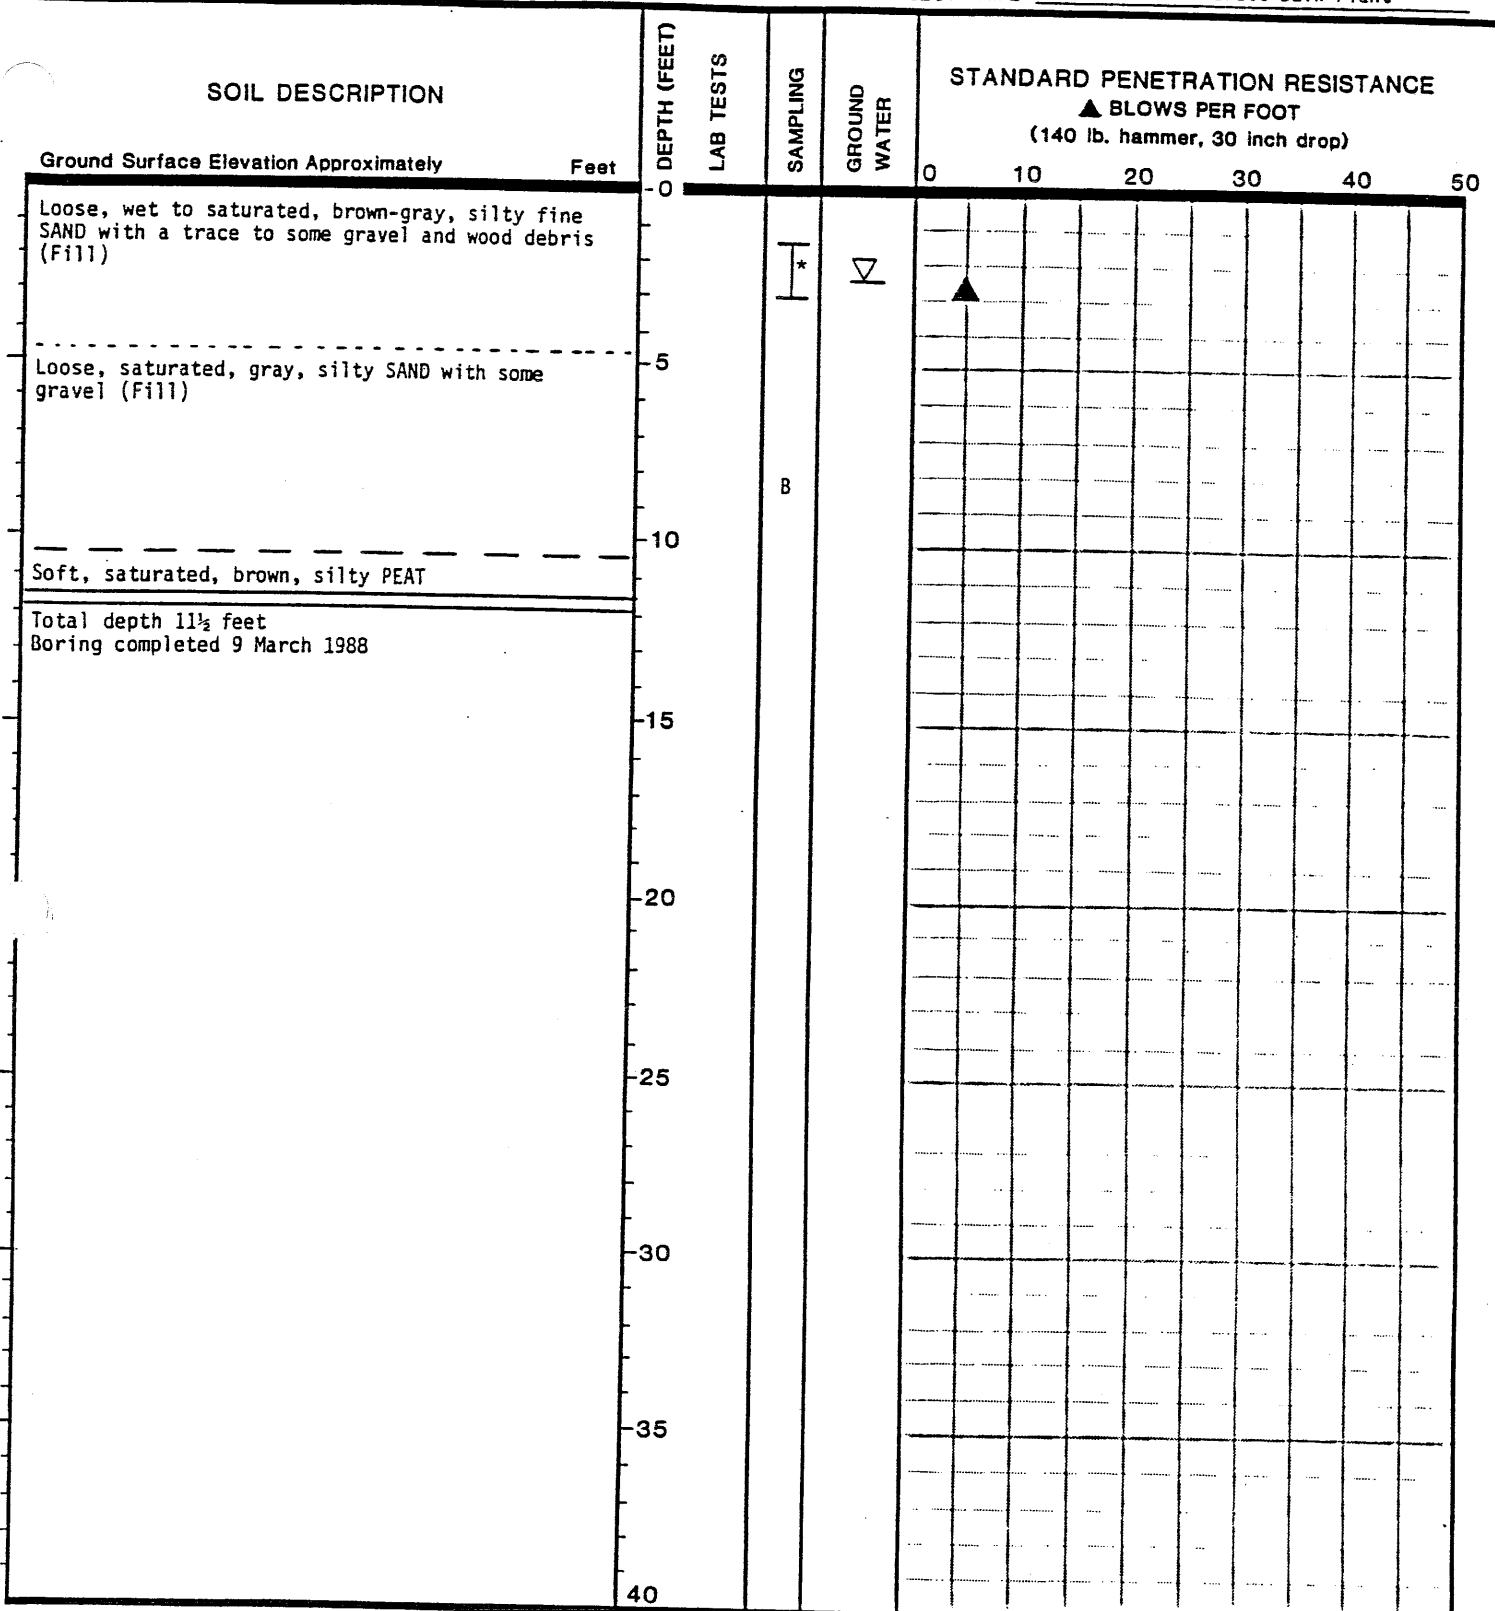 SOIL DESCRIPTION
Ground Surface Elevation Approximately Feet
DEPTH (FEET)
LAB TESTS
SAMPLING
GROUND
WATER
STANDARD PENETRATION RESISTANCE
▲ BLOWS PER FOOT
(140 lb. hammer, 30 inch drop)
0 10 20 30 40 50
0
Loose, wet to saturated, brown-gray, silty fine
SAND with a trace to some gravel and wood debris
(Fill)
*
5
Loose, saturated, gray, silty SAND with some
gravel (Fill)
B
10
Soft, saturated, brown, silty PEAT
Total depth 11½ feet
Boring completed 9 March 1988
15
20
25
30
35
40